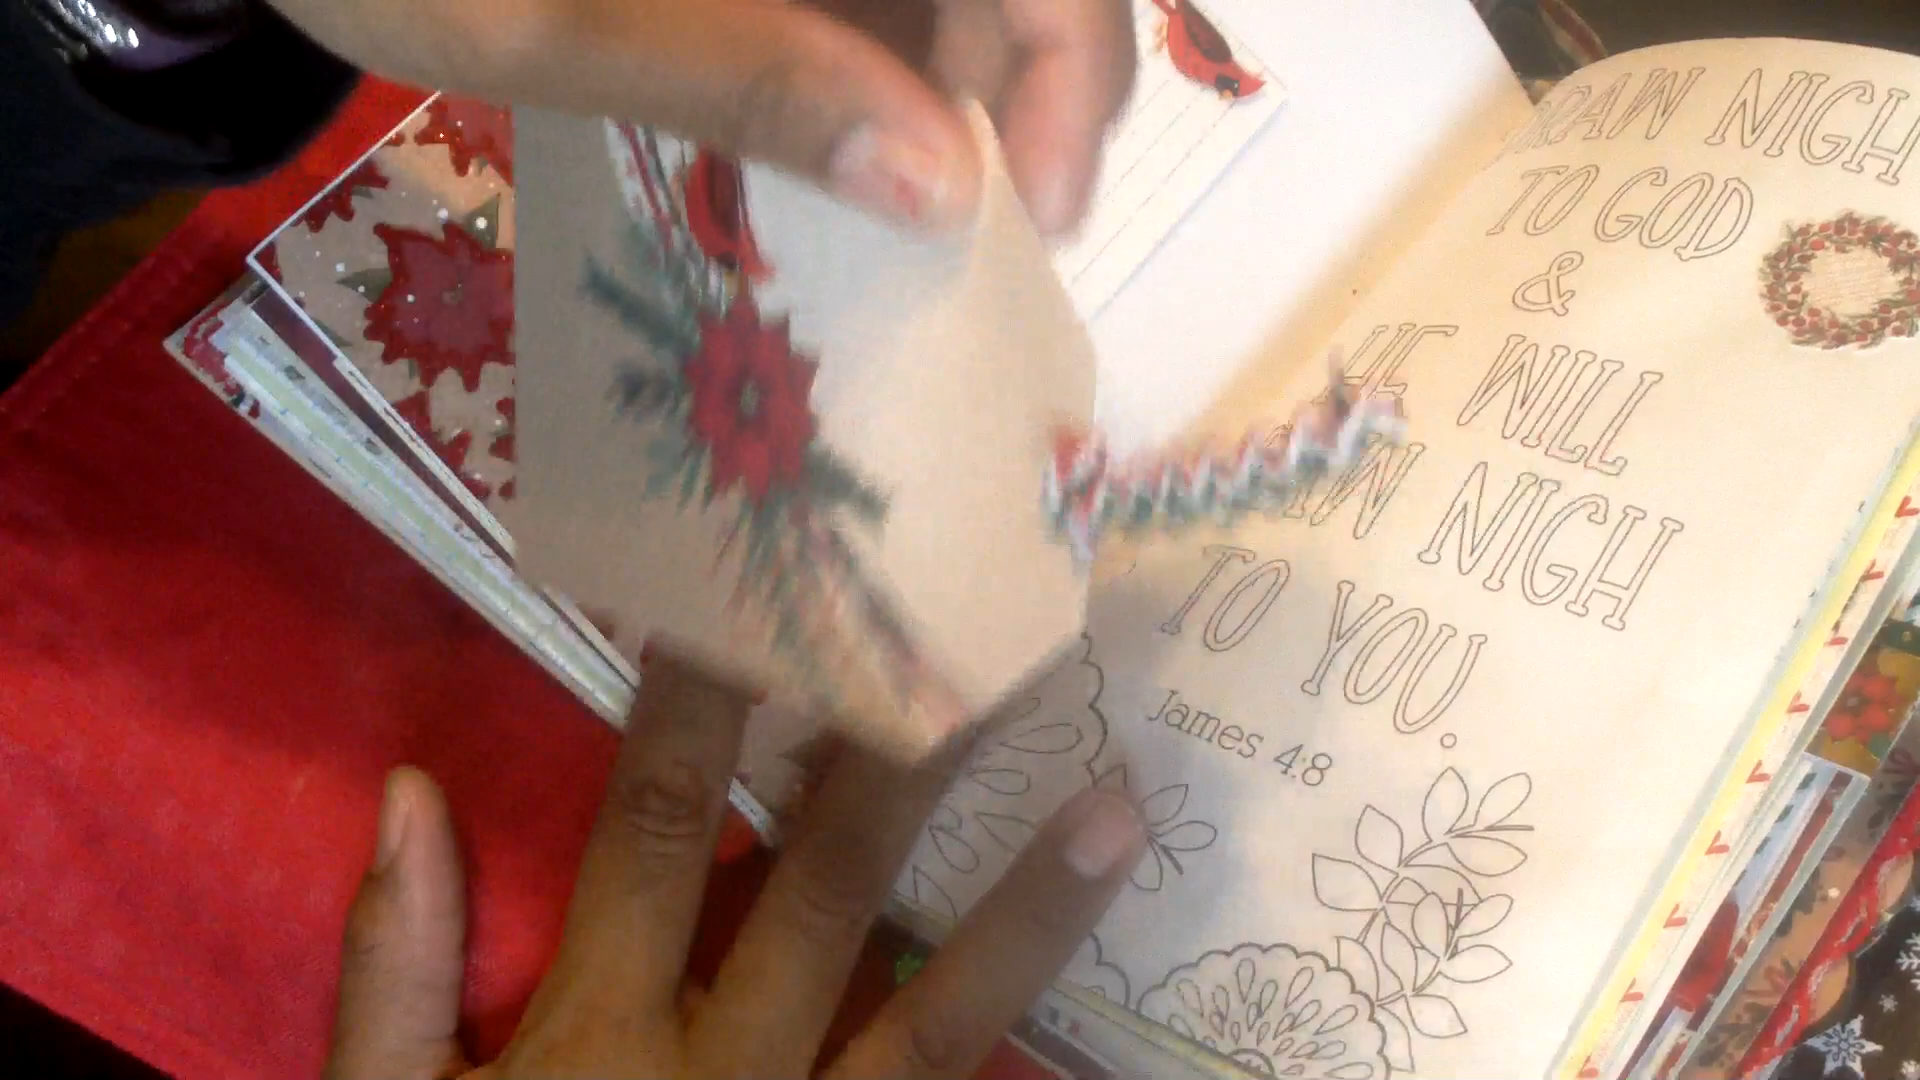 DRAW NIGH
TO GOD
&
HE WILL
NIGH
TO YOU.
James 4:8